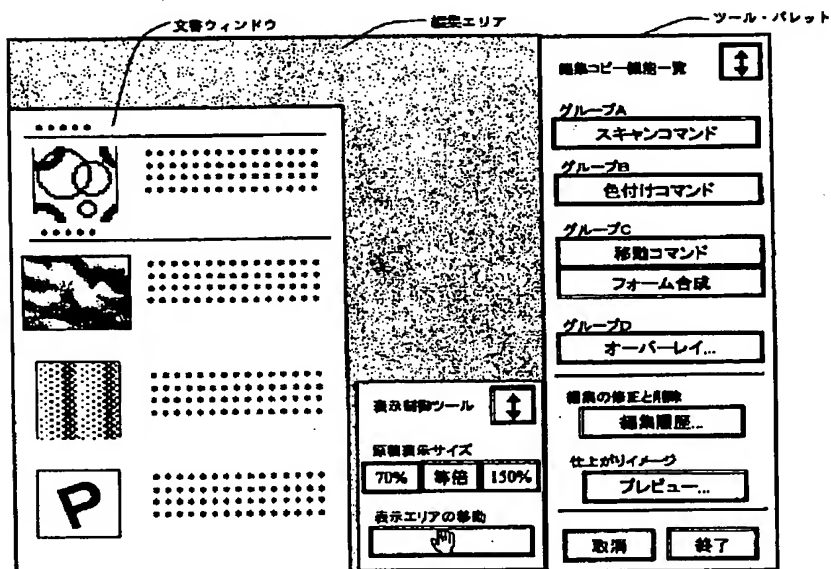 文書ウィンドウ
編集エリア
ツール・パレット
編集コピー機能一覧
グループA
スキャンコマンド
グループB
色付けコマンド
グループC
移動コマンド
フォーム合成
グループD
オーバーレイ...
編集の修正と削除
編集履歴...
仕上がりイメージ
プレビュー...
取消 終了
表示制御ツール
原稿表示サイズ
70% 等倍 150%
表示エリアの移動
P